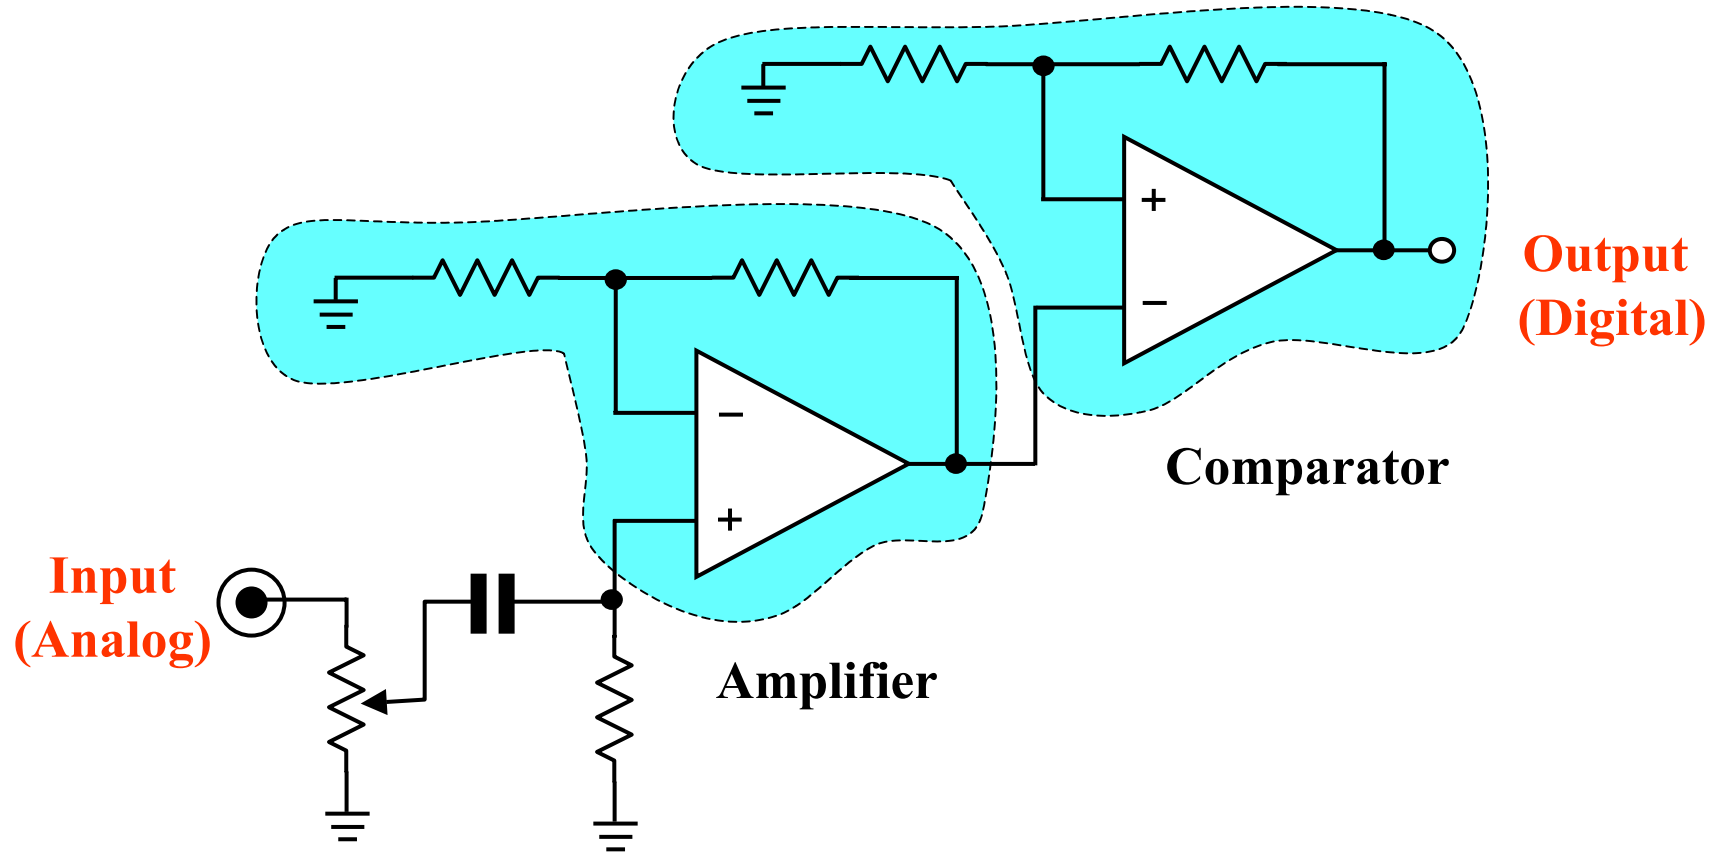 +
−
Output
(Digital)
−
+
Comparator
Input
(Analog)
Amplifier